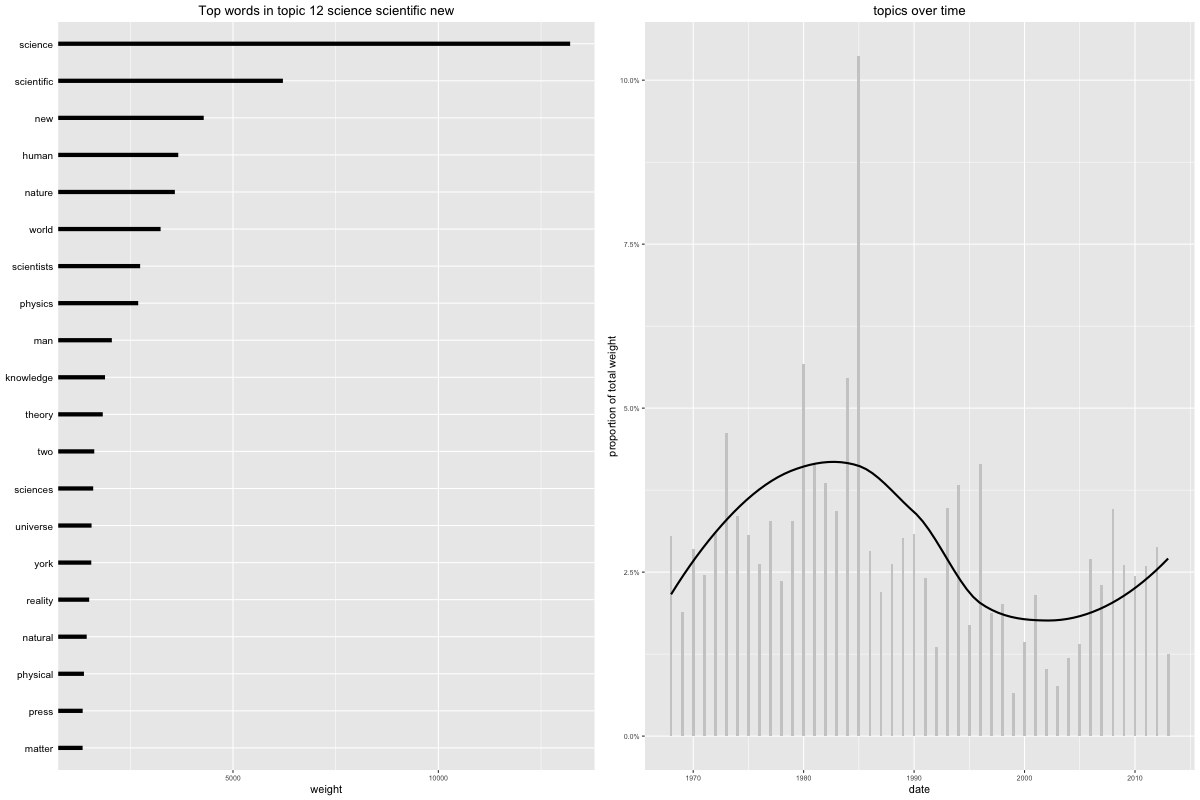 Top words in topic 12 science scientific new
science
scientific
new
human
nature
world
scientists
physics
man
knowledge
theory
two
sciences
universe
york
reality
natural
physical
press
matter
5000 10000
weight
topics over time
proportion of total weight
10.0%
7.5%
5.0%
2.5%
0.0%
1970 1980 1990 2000 2010
date